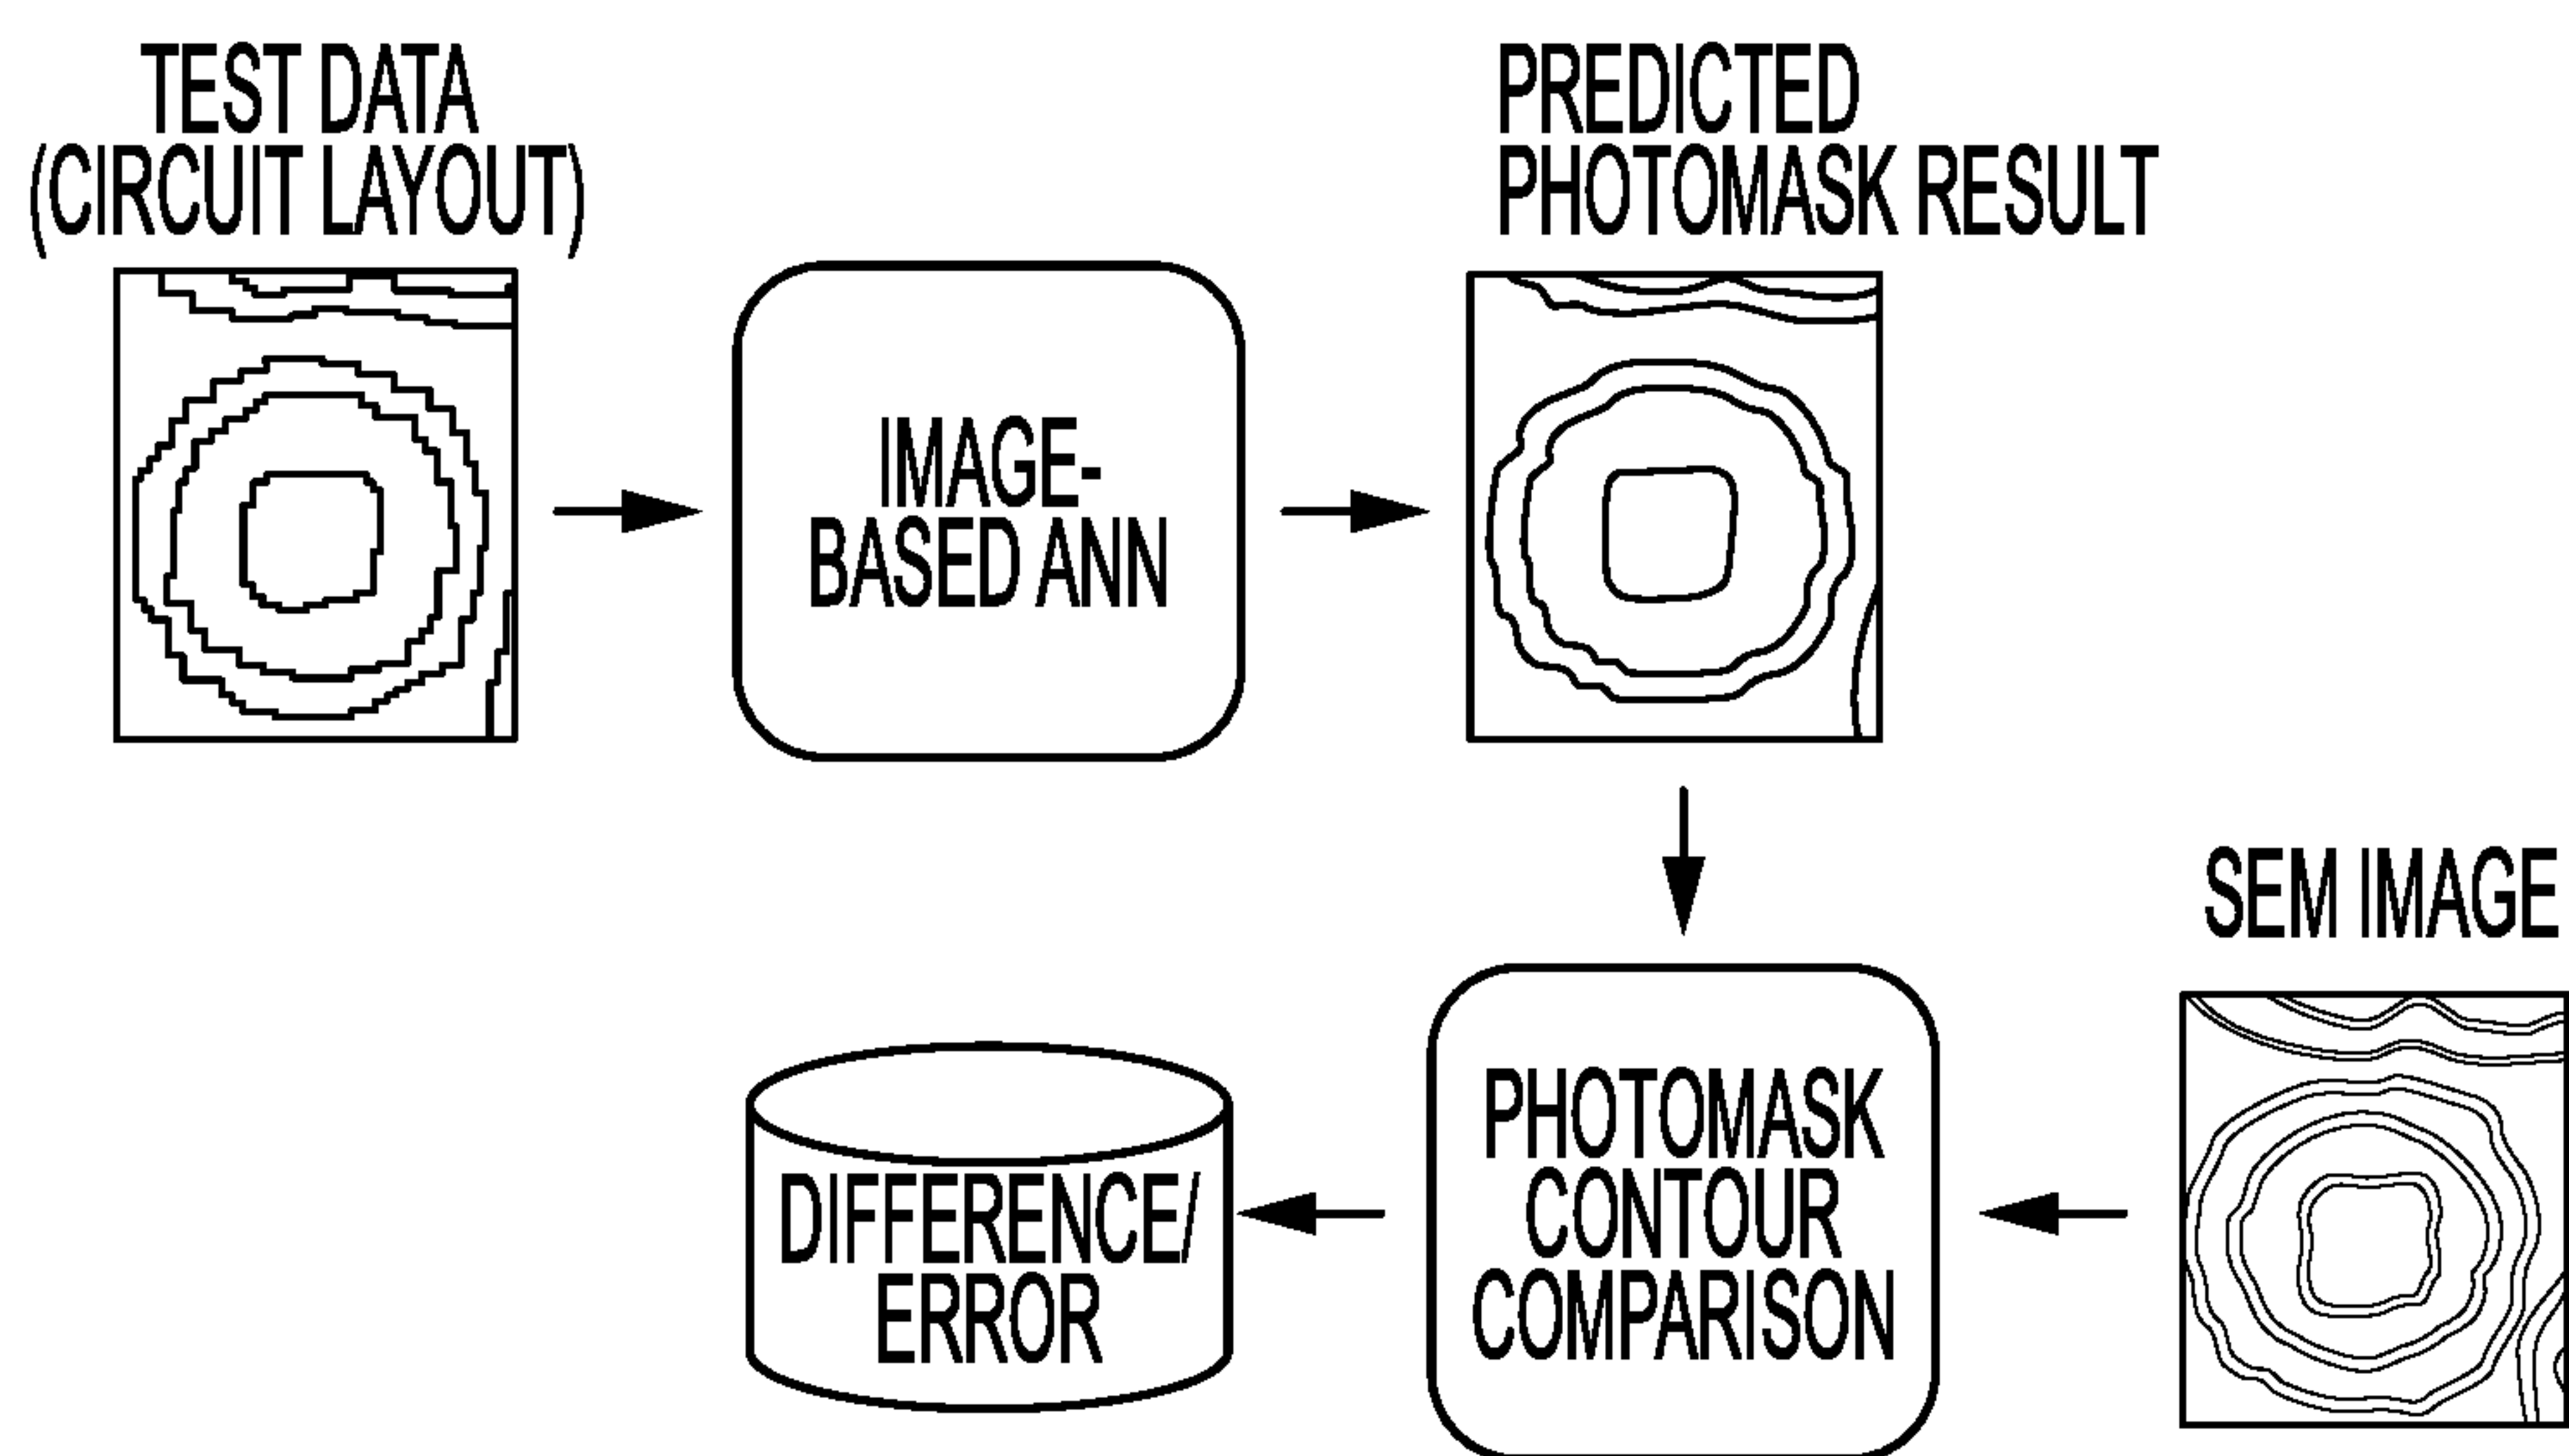 TEST DATA
(CIRCUIT LAYOUT)
PREDICTED
PHOTOMASK RESULT
IMAGE-
BASED ANN
SEM IMAGE
PHOTOMASK
CONTOUR
COMPARISON
DIFFERENCE/
ERROR